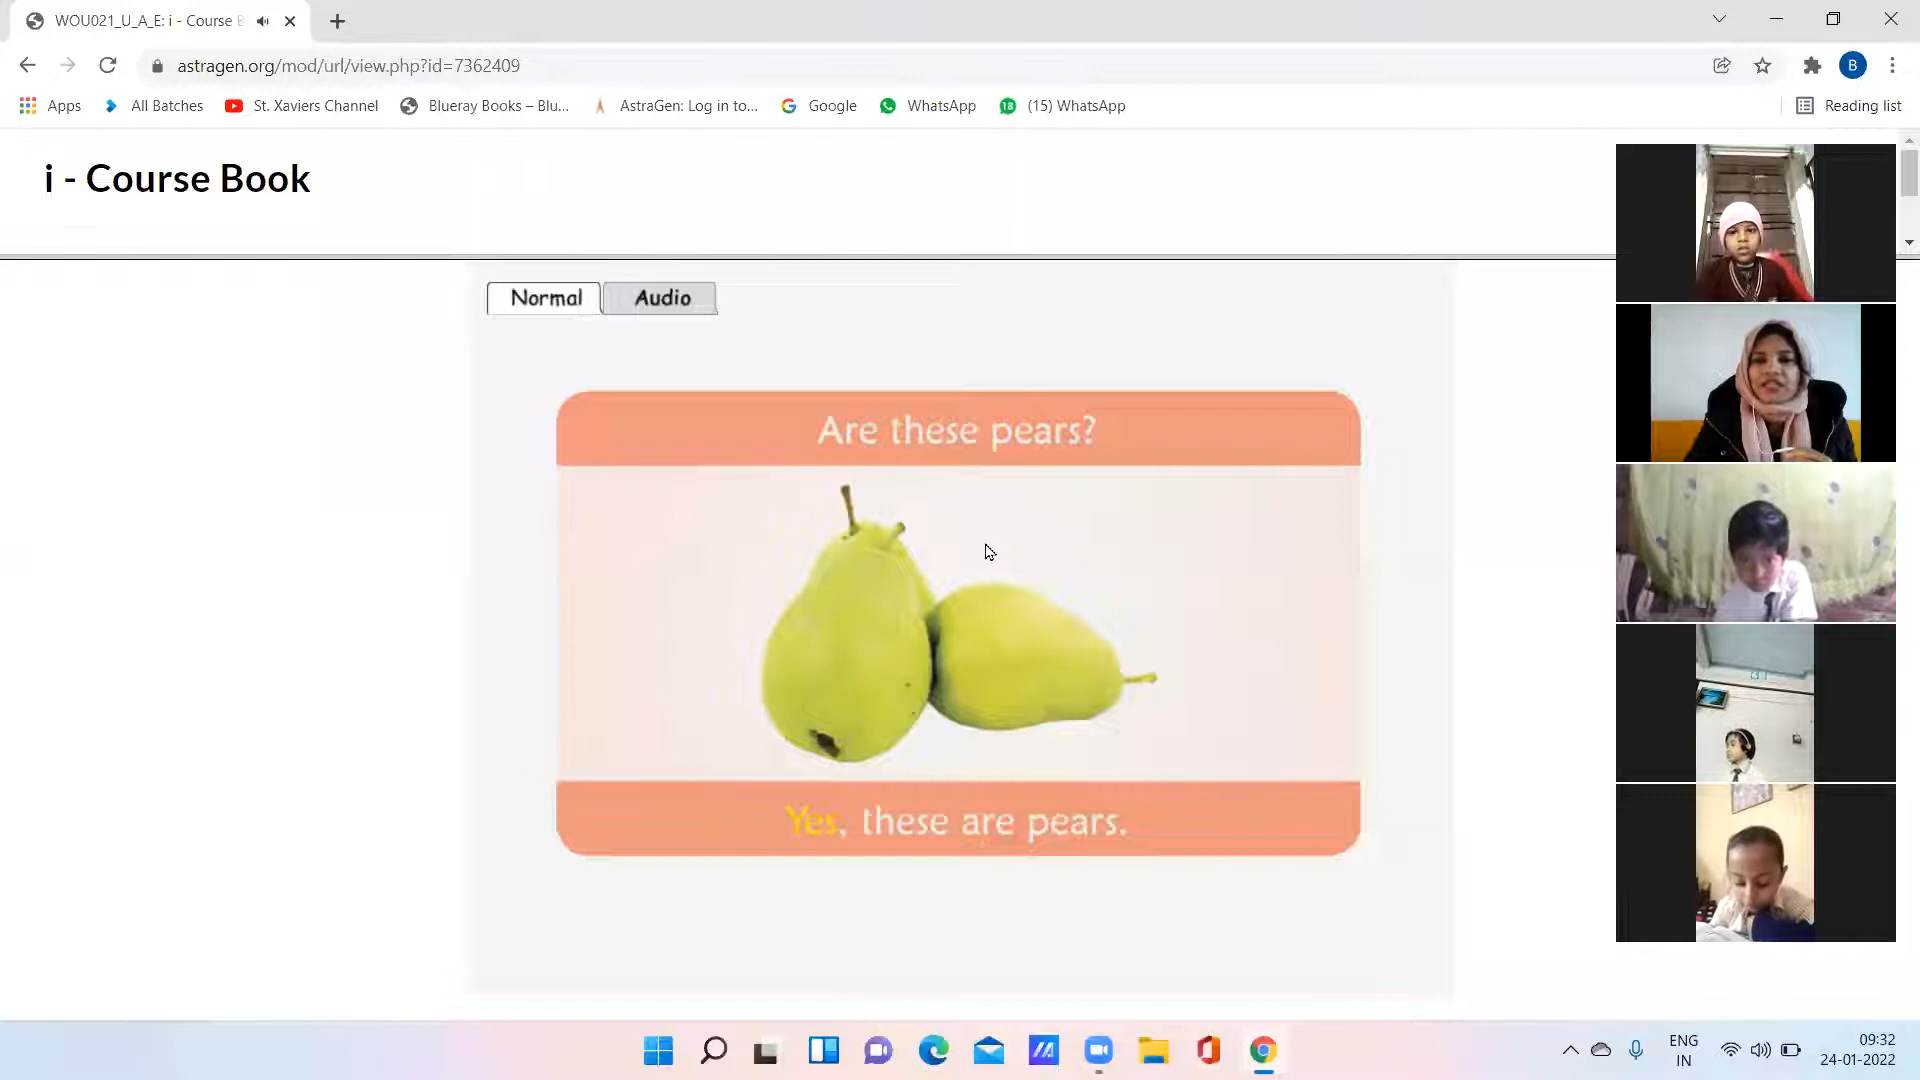 WOU021_U_A_E: i - Course B
astragen.org/mod/url/view.php?id=7362409
B
Apps
All Batches
St. Xaviers Channel
Blueray Books – Blu...
AstraGen: Log in to...
Google
WhatsApp
18
(15) WhatsApp
Reading list
i - Course Book
Normal
Audio
Are these pears?
Yes, these are pears.
ENG
IN
09:32
24-01-2022